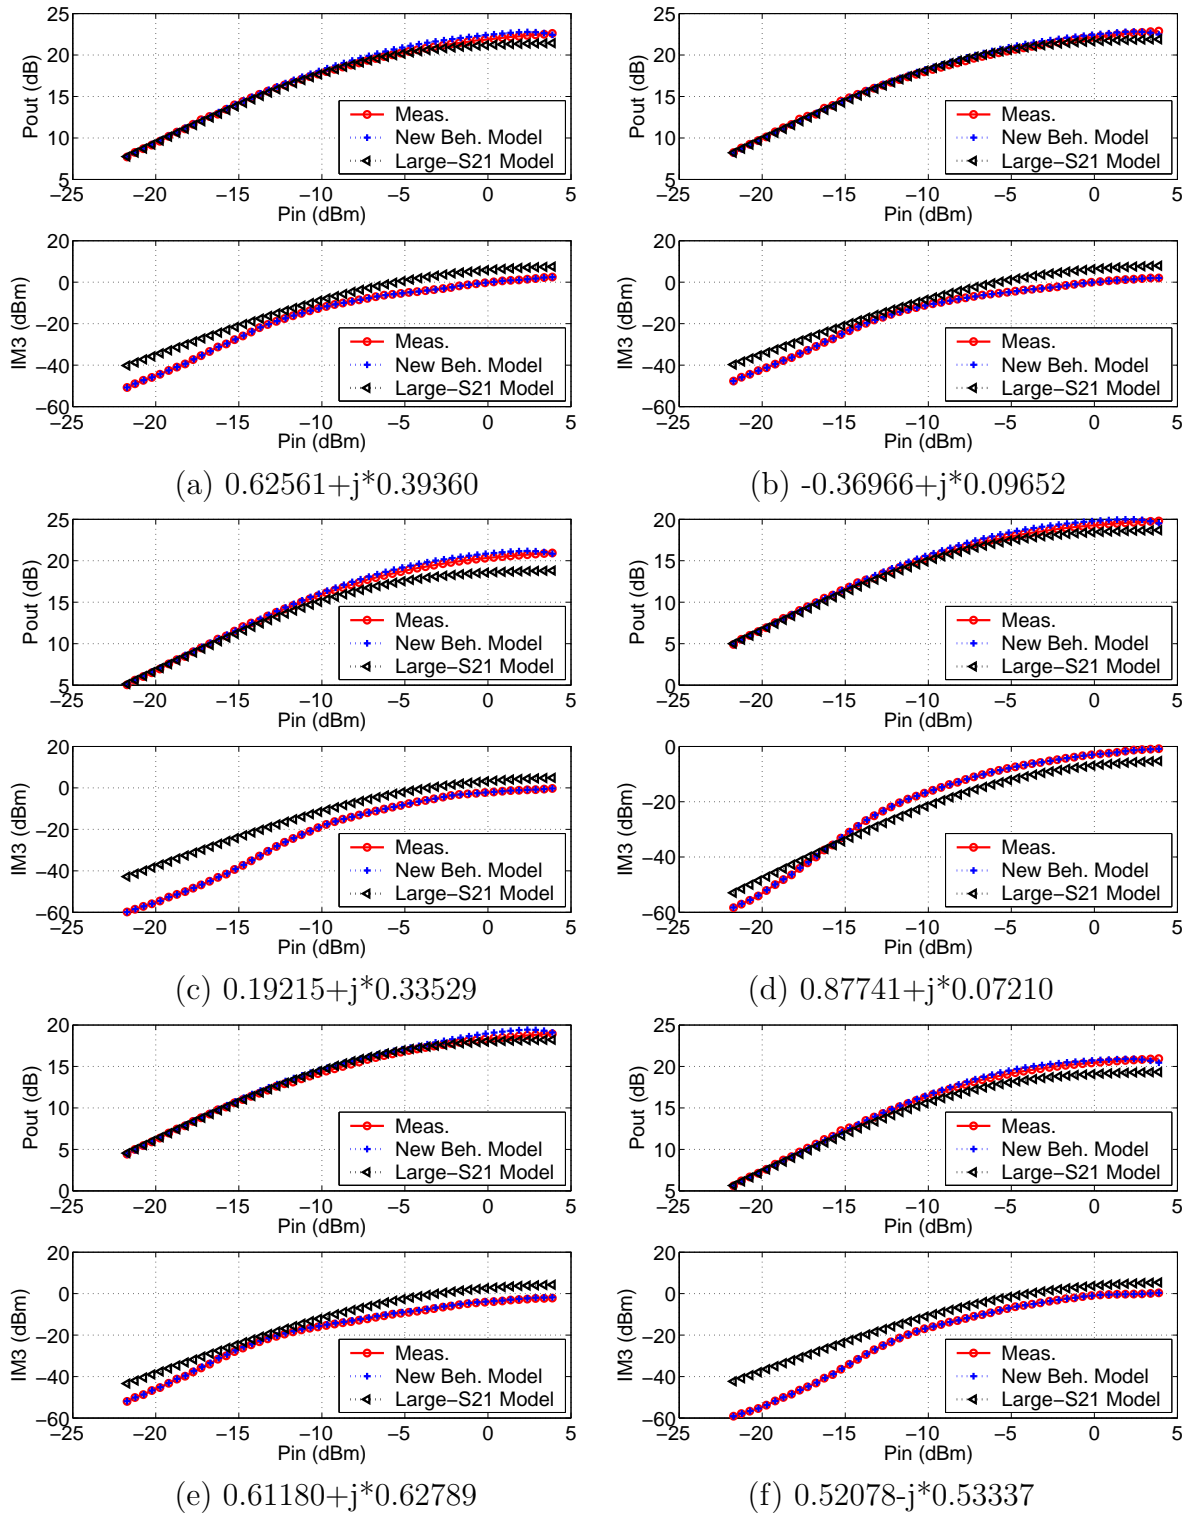 25
20
15
10
5
Pout (dB)
Meas.
New Beh. Model
Large−S21 Model
−25 −20 −15 −10 −5 0 5
Pin (dBm)
25
20
15
10
5
Pout (dB)
Meas.
New Beh. Model
Large−S21 Model
−25 −20 −15 −10 −5 0 5
Pin (dBm)
20
0
−20
−40
−60
IM3 (dBm)
Meas.
New Beh. Model
Large−S21 Model
−25 −20 −15 −10 −5 0 5
Pin (dBm)
20
0
−20
−40
−60
IM3 (dBm)
Meas.
New Beh. Model
Large−S21 Model
−25 −20 −15 −10 −5 0 5
Pin (dBm)
(a) 0.62561+j*0.39360
(b) -0.36966+j*0.09652
25
20
15
10
5
Pout (dB)
Meas.
New Beh. Model
Large−S21 Model
−25 −20 −15 −10 −5 0 5
Pin (dBm)
20
15
10
5
0
Pout (dB)
Meas.
New Beh. Model
Large−S21 Model
−25 −20 −15 −10 −5 0 5
Pin (dBm)
20
0
−20
−40
−60
IM3 (dBm)
Meas.
New Beh. Model
Large−S21 Model
−25 −20 −15 −10 −5 0 5
Pin (dBm)
0
−20
−40
−60
IM3 (dBm)
Meas.
New Beh. Model
Large−S21 Model
−25 −20 −15 −10 −5 0 5
Pin (dBm)
(c) 0.19215+j*0.33529
(d) 0.87741+j*0.07210
20
15
10
5
0
Pout (dB)
Meas.
New Beh. Model
Large−S21 Model
−25 −20 −15 −10 −5 0 5
Pin (dBm)
25
20
15
10
5
Pout (dB)
Meas.
New Beh. Model
Large−S21 Model
−25 −20 −15 −10 −5 0 5
Pin (dBm)
20
0
−20
−40
−60
IM3 (dBm)
Meas.
New Beh. Model
Large−S21 Model
−25 −20 −15 −10 −5 0 5
Pin (dBm)
20
0
−20
−40
−60
IM3 (dBm)
Meas.
New Beh. Model
Large−S21 Model
−25 −20 −15 −10 −5 0 5
Pin (dBm)
(e) 0.61180+j*0.62789
(f) 0.52078-j*0.53337